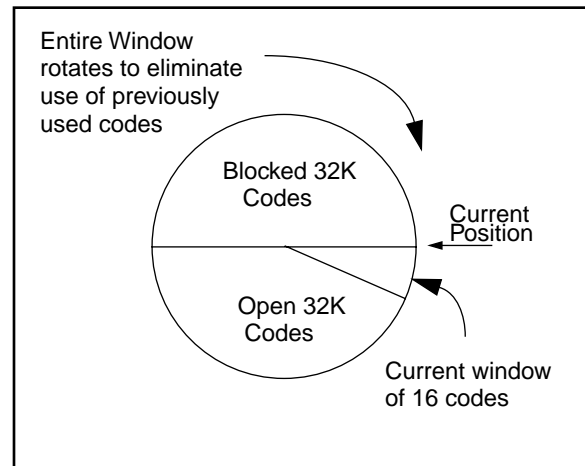 Entire Window
rotates to eliminate
use of previously
used codes
Blocked 32K
Codes
Current
Position
Open 32K
Codes
Current window
of 16 codes